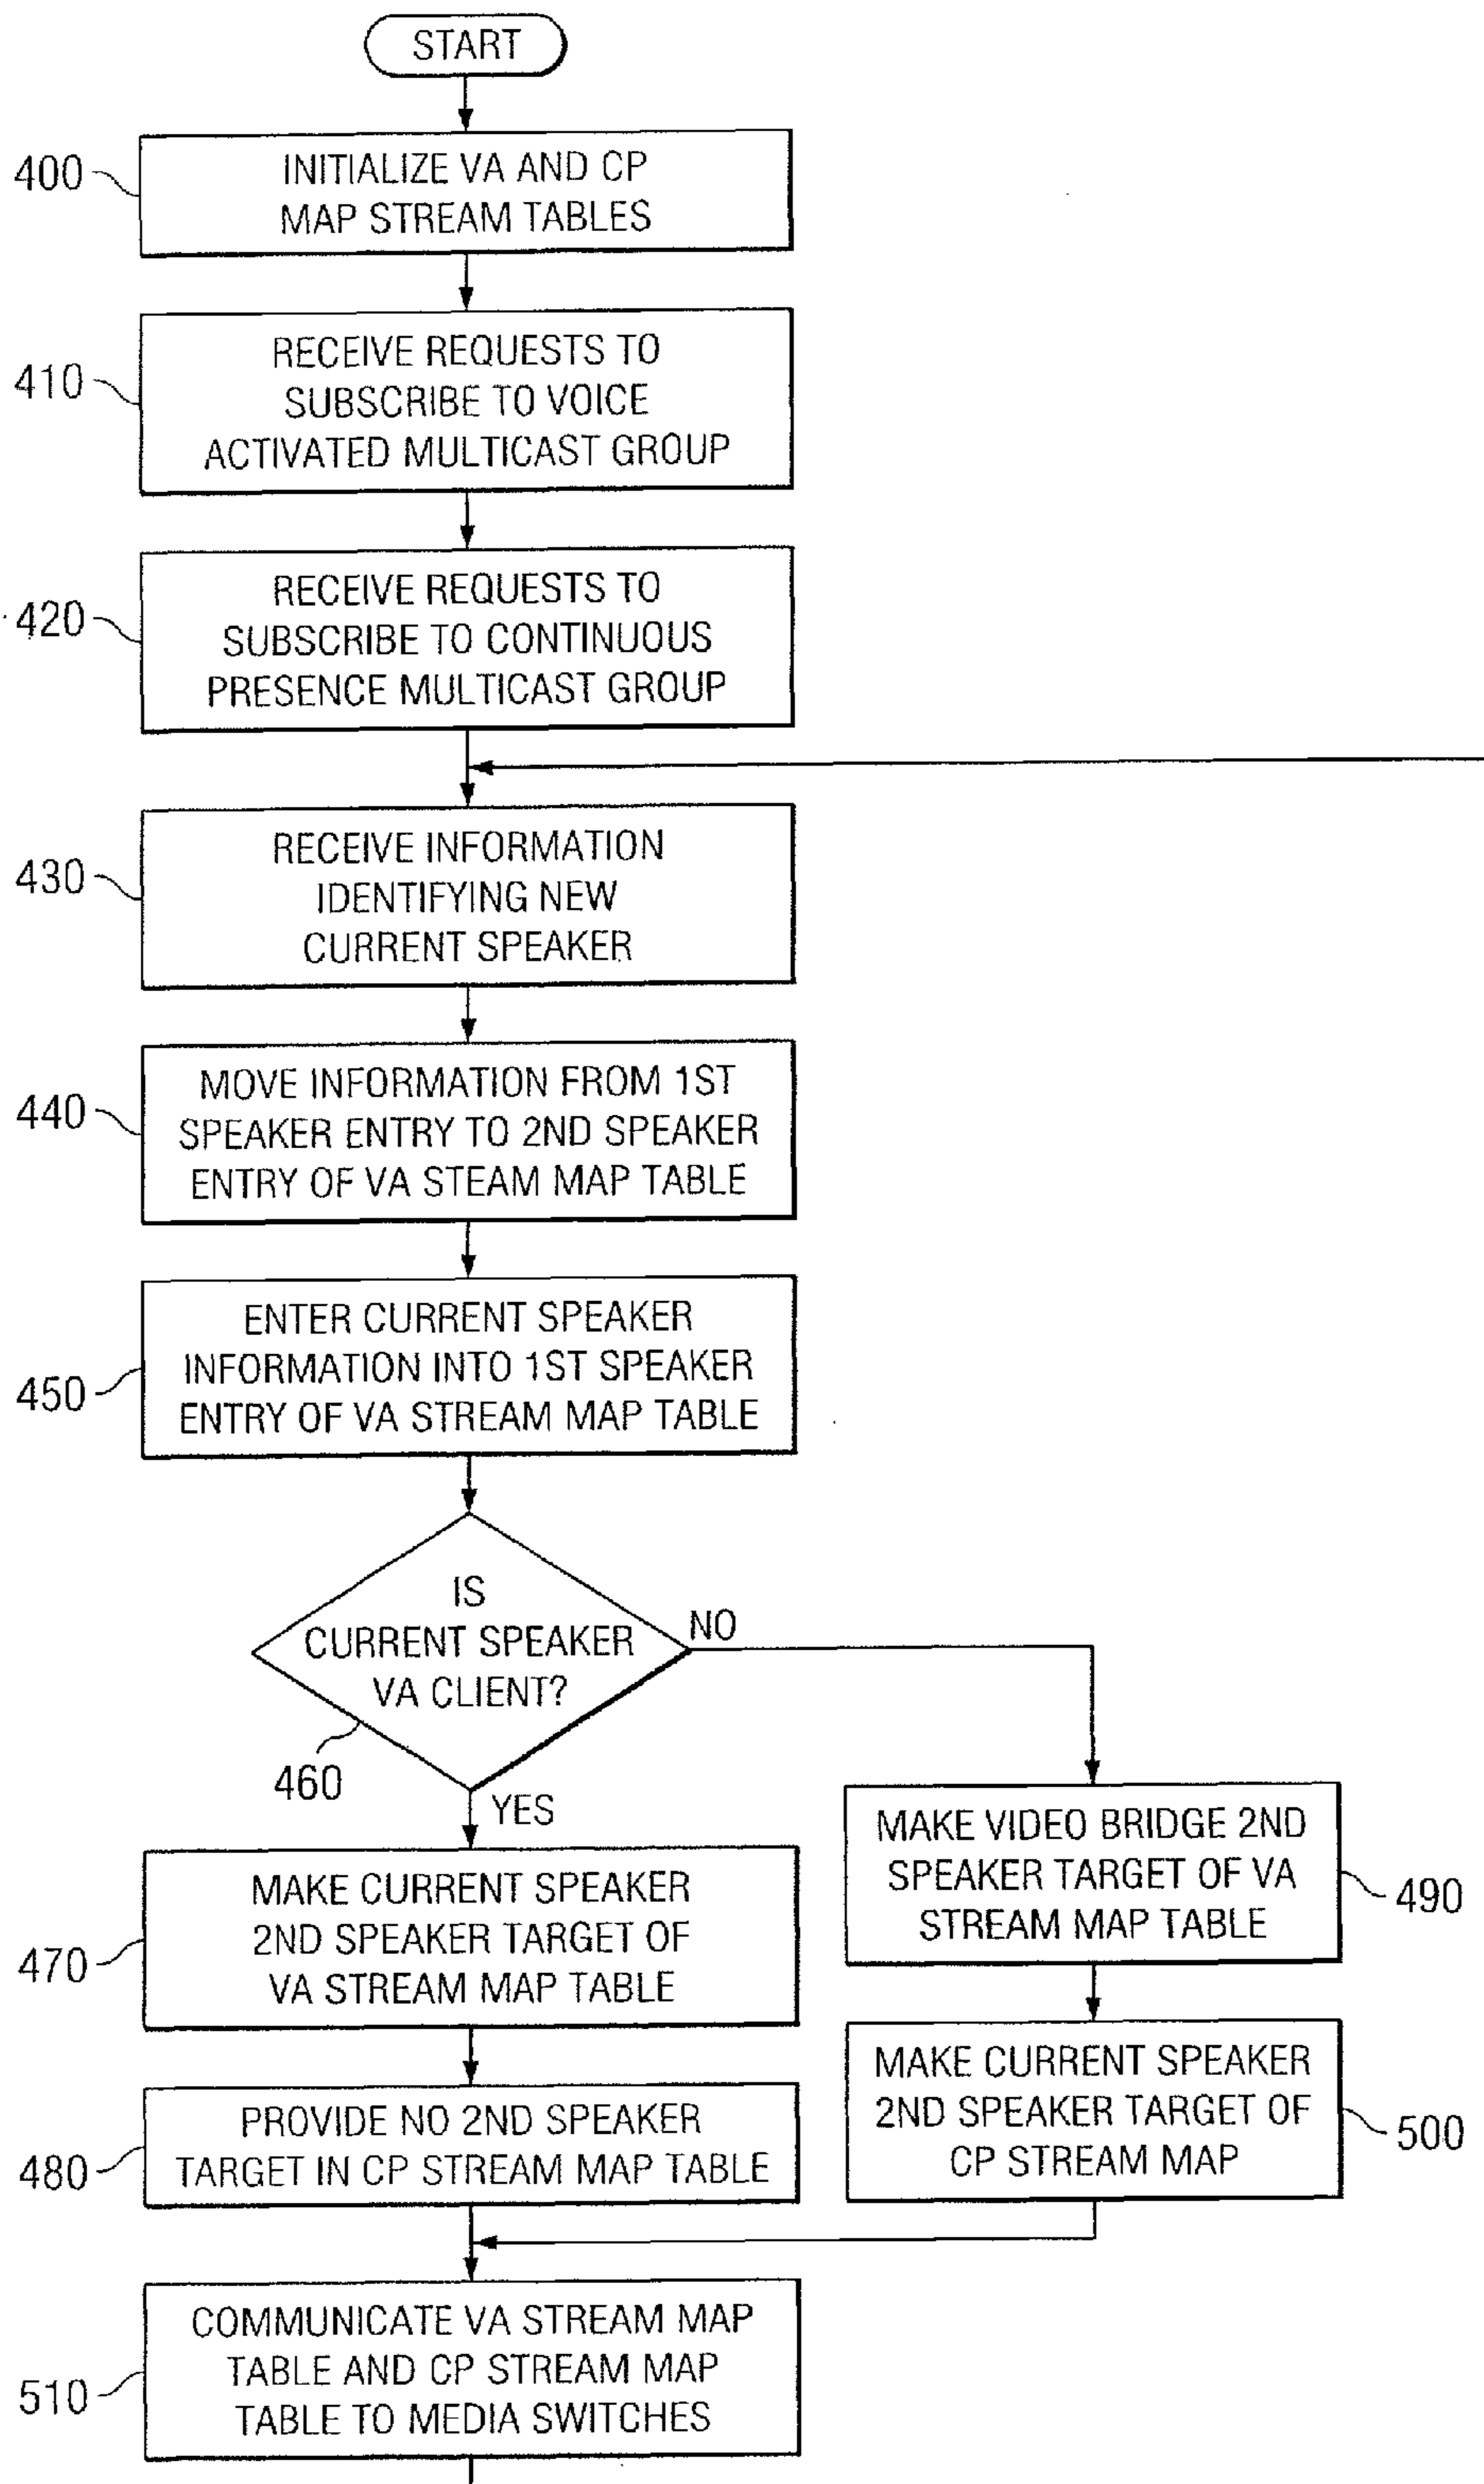 START
400
INITIALIZE VA AND CP
MAP STREAM TABLES
410
RECEIVE REQUESTS TO
SUBSCRIBE TO VOICE
ACTIVATED MULTICAST GROUP
420
RECEIVE REQUESTS TO
SUBSCRIBE TO CONTINUOUS
PRESENCE MULTICAST GROUP
430
RECEIVE INFORMATION
IDENTIFYING NEW
CURRENT SPEAKER
440
MOVE INFORMATION FROM 1ST
SPEAKER ENTRY TO 2ND SPEAKER
ENTRY OF VA STEAM MAP TABLE
450
ENTER CURRENT SPEAKER
INFORMATION INTO 1ST SPEAKER
ENTRY OF VA STREAM MAP TABLE
IS
CURRENT SPEAKER
VA CLIENT?
460
NO
YES
470
MAKE CURRENT SPEAKER
2ND SPEAKER TARGET OF
VA STREAM MAP TABLE
480
PROVIDE NO 2ND SPEAKER
TARGET IN CP STREAM MAP TABLE
MAKE VIDEO BRIDGE 2ND
SPEAKER TARGET OF VA
STREAM MAP TABLE
490
MAKE CURRENT SPEAKER
2ND SPEAKER TARGET OF
CP STREAM MAP
500
510
COMMUNICATE VA STREAM MAP
TABLE AND CP STREAM MAP
TABLE TO MEDIA SWITCHES